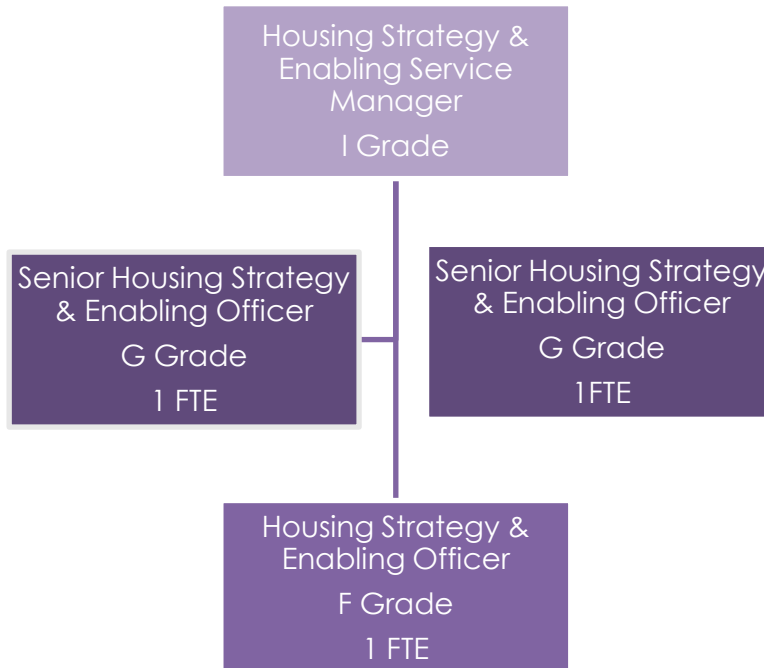 Housing Strategy &
Enabling Service
Manager
I Grade
Senior Housing Strategy
& Enabling Officer
G Grade
1 FTE
Senior Housing Strategy
& Enabling Officer
G Grade
1FTE
Housing Strategy &
Enabling Officer
F Grade
1 FTE